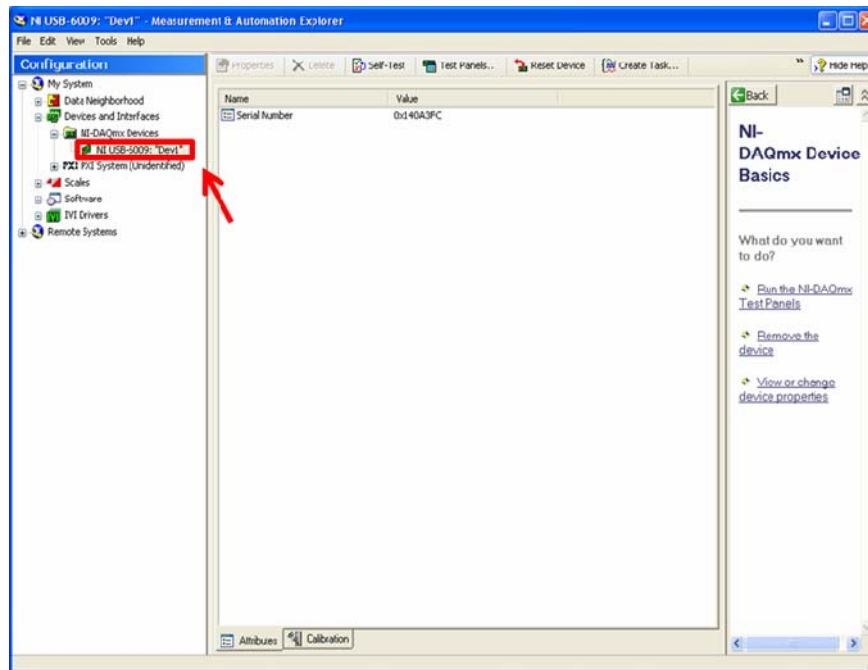 NI USB-6009: "Dev1" - Measurement & Automation Explorer
File Edit View Tools Help
Configuration
Properties Delete Self-Test Test Panels... Reset Device Create Task... » Hide Help
My System
Data Neighborhood
Devices and Interfaces
NI-DAQmx Devices
NI USB-6009: "Dev1"
PXI PXI System (Unidentified)
Scales
Software
IVI Drivers
Remote Systems
Name Value
Serial Number 0x140A3FC
Back
NI-
DAQmx Device
Basics
What do you want
to do?
Run the NI-DAQmx
Test Panels
Remove the
device
View or change
device properties
Attributes Calibration